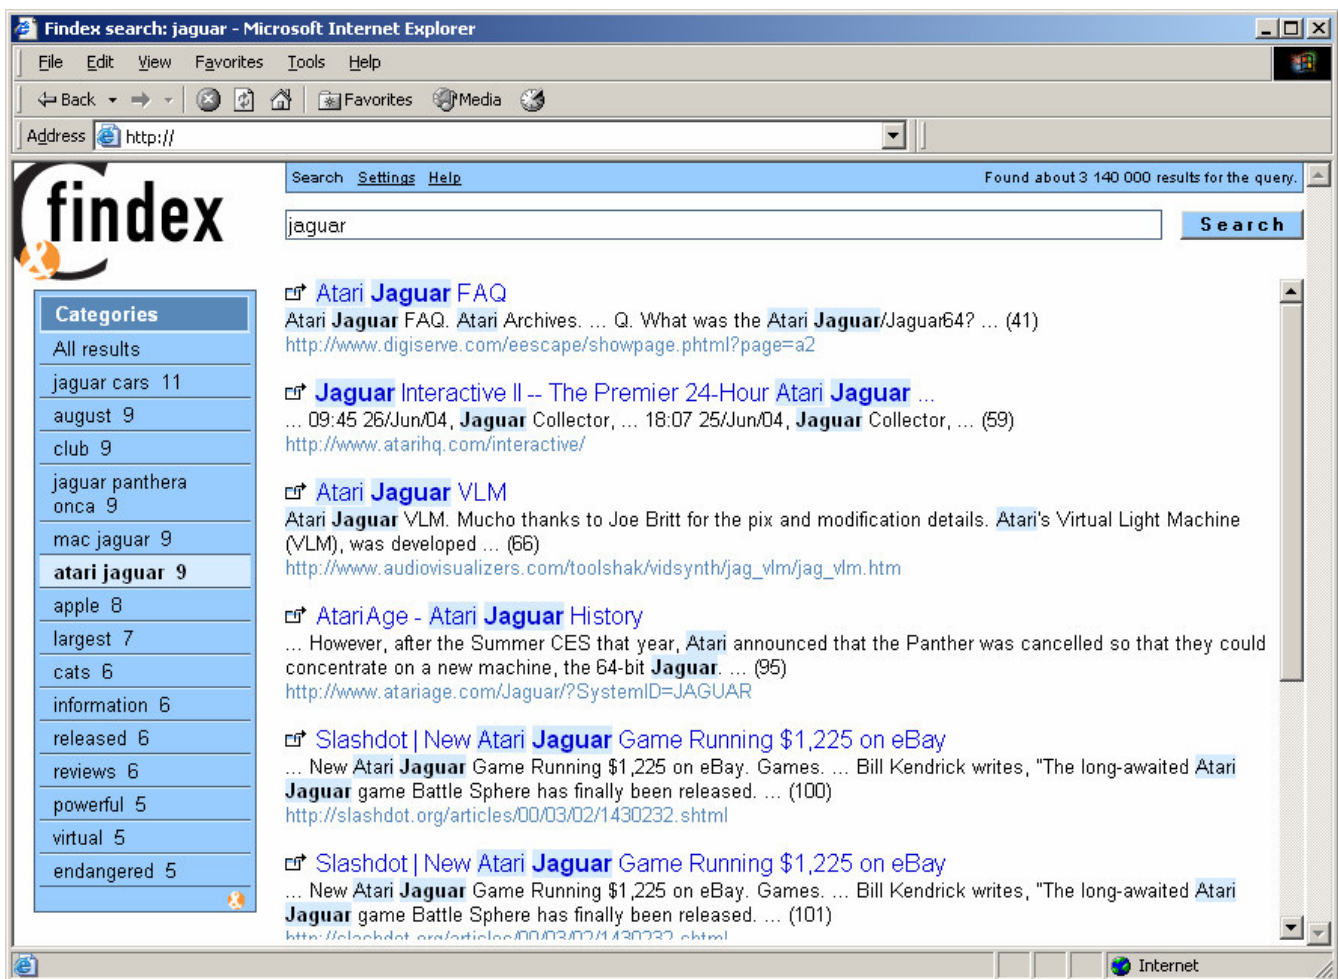 Findex search: jaguar - Microsoft Internet Explorer
File Edit View Favorites Tools Help
Back Favorites Media
Address http://
findex
&
Search Settings Help Found about 3 140 000 results for the query.
jaguar Search
Categories
All results
jaguar cars 11
august 9
club 9
jaguar panthera
onca 9
mac jaguar 9
atari jaguar 9
apple 8
largest 7
cats 6
information 6
released 6
reviews 6
powerful 5
virtual 5
endangered 5
&
Atari Jaguar FAQ
Atari Jaguar FAQ. Atari Archives. ... Q. What was the Atari Jaguar/Jaguar64? ... (41)
http://www.digiserve.com/eescape/showpage.phtml?page=a2
Jaguar Interactive II -- The Premier 24-Hour Atari Jaguar ...
... 09:45 26/Jun/04, Jaguar Collector, ... 18:07 25/Jun/04, Jaguar Collector, ... (59)
http://www.atarihq.com/interactive/
Atari Jaguar VLM
Atari Jaguar VLM. Mucho thanks to Joe Britt for the pix and modification details. Atari's Virtual Light Machine
(VLM), was developed ... (66)
http://www.audiovisualizers.com/toolshak/vidsynth/jag_vlm/jag_vlm.htm
AtariAge - Atari Jaguar History
... However, after the Summer CES that year, Atari announced that the Panther was cancelled so that they could
concentrate on a new machine, the 64-bit Jaguar. ... (95)
http://www.atariage.com/Jaguar/?SystemID=JAGUAR
Slashdot | New Atari Jaguar Game Running $1,225 on eBay
... New Atari Jaguar Game Running $1,225 on eBay. Games. ... Bill Kendrick writes, "The long-awaited Atari
Jaguar game Battle Sphere has finally been released. ... (100)
http://slashdot.org/articles/00/03/02/1430232.shtml
Slashdot | New Atari Jaguar Game Running $1,225 on eBay
... New Atari Jaguar Game Running $1,225 on eBay. Games. ... Bill Kendrick writes, "The long-awaited Atari
Jaguar game Battle Sphere has finally been released. ... (101)
http://slashdot.org/articles/00/03/02/1430232.shtml
Internet